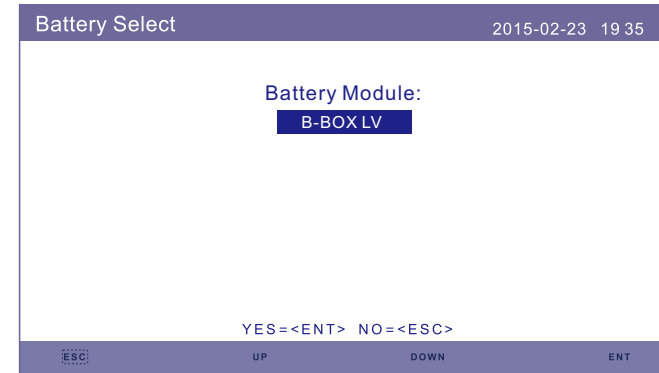 Battery Select 2015-02-23 19 35
Battery Module:
B-BOX LV
YES=<ENT> NO=<ESC>
ESC UP DOWN ENT